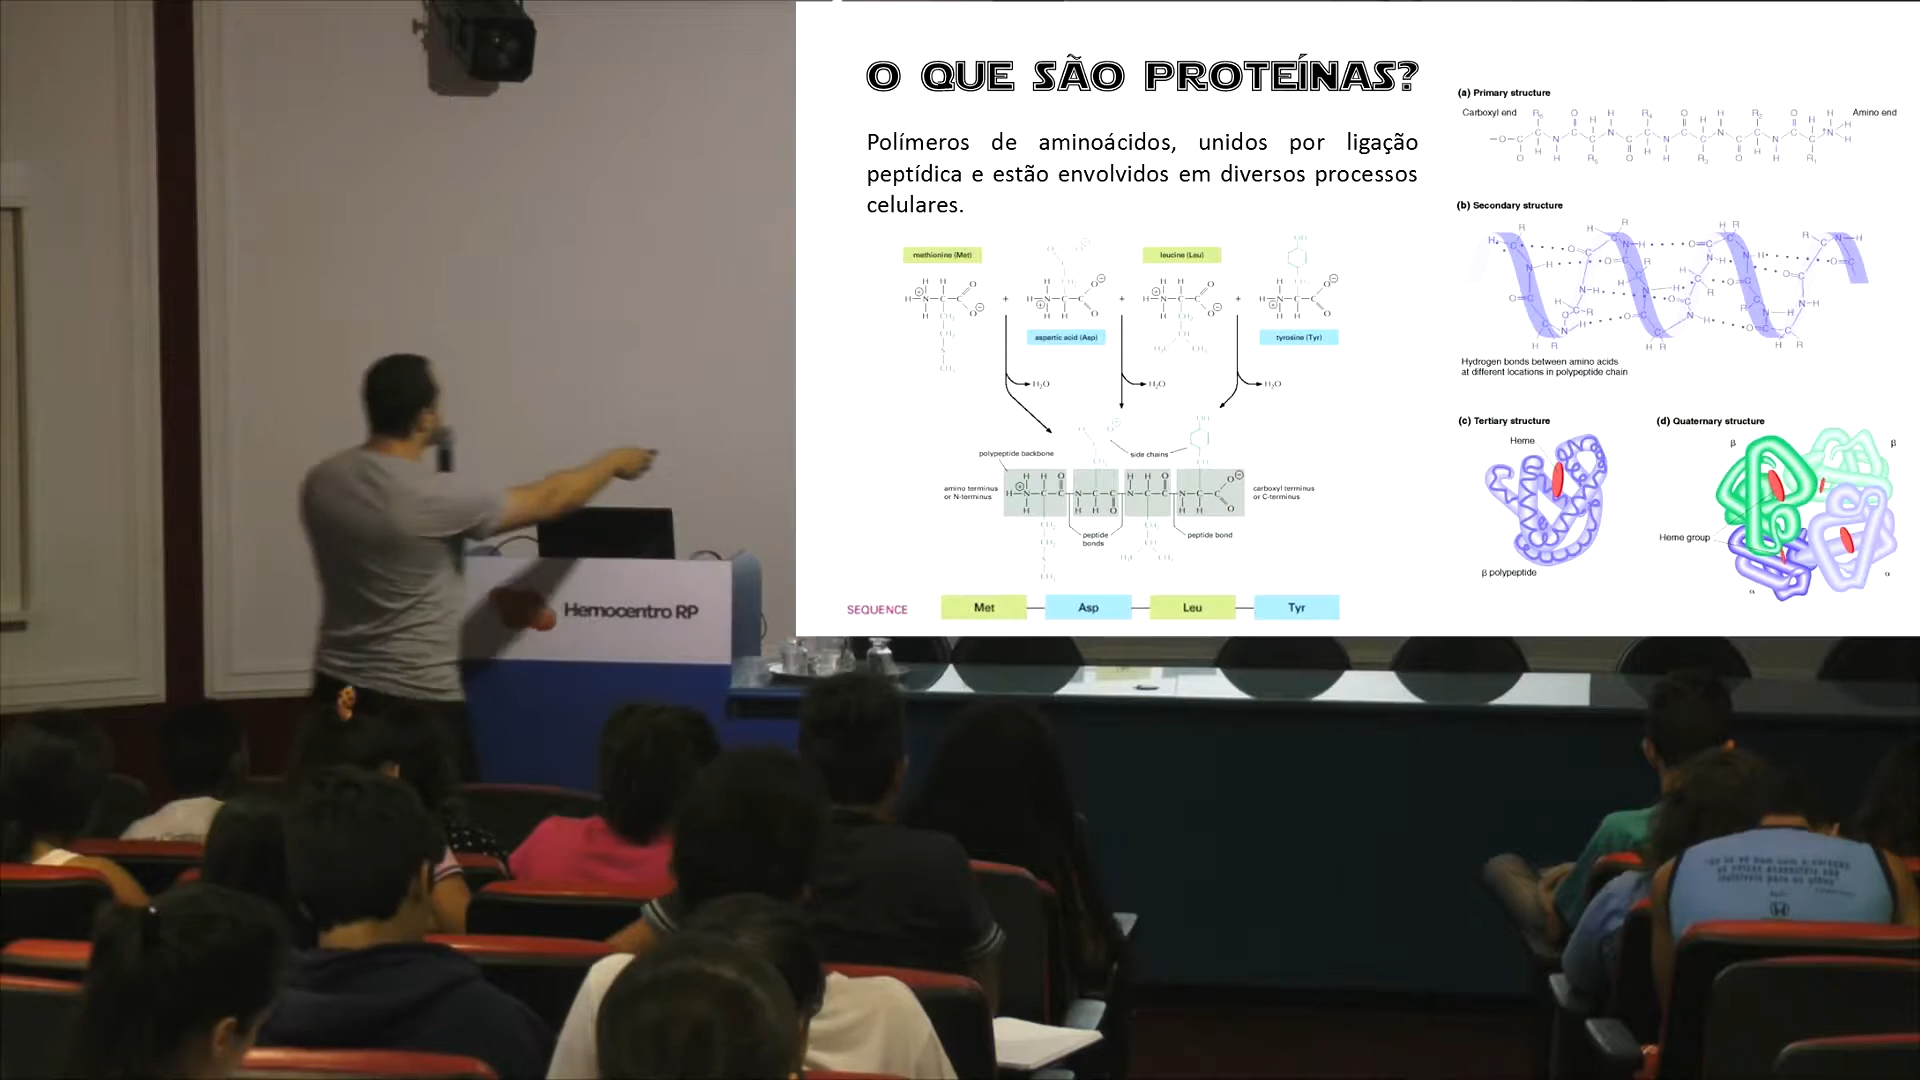 O QUE SÃO PROTEÍNAS?
Polímeros de aminoácidos, unidos por ligação
peptídica e estão envolvidos em diversos processos
celulares.
methionine (Met)
leucine (Leu)
aspartic acid (Asp)
tyrosine (Tyr)
H₂O
H₂O
H₂O
polypeptide backbone
side chains
amino terminus
or N-terminus
carboxyl terminus
or C-terminus
peptide
bonds
peptide bond
SEQUENCE
Met
Asp
Leu
Tyr
(a) Primary structure
Carboxyl end
Amino end
(b) Secondary structure
Hydrogen bonds between amino acids
at different locations in polypeptide chain
(c) Tertiary structure
Heme
β polypeptide
(d) Quaternary structure
β
β
Heme group
α
α
Hemocentro RP